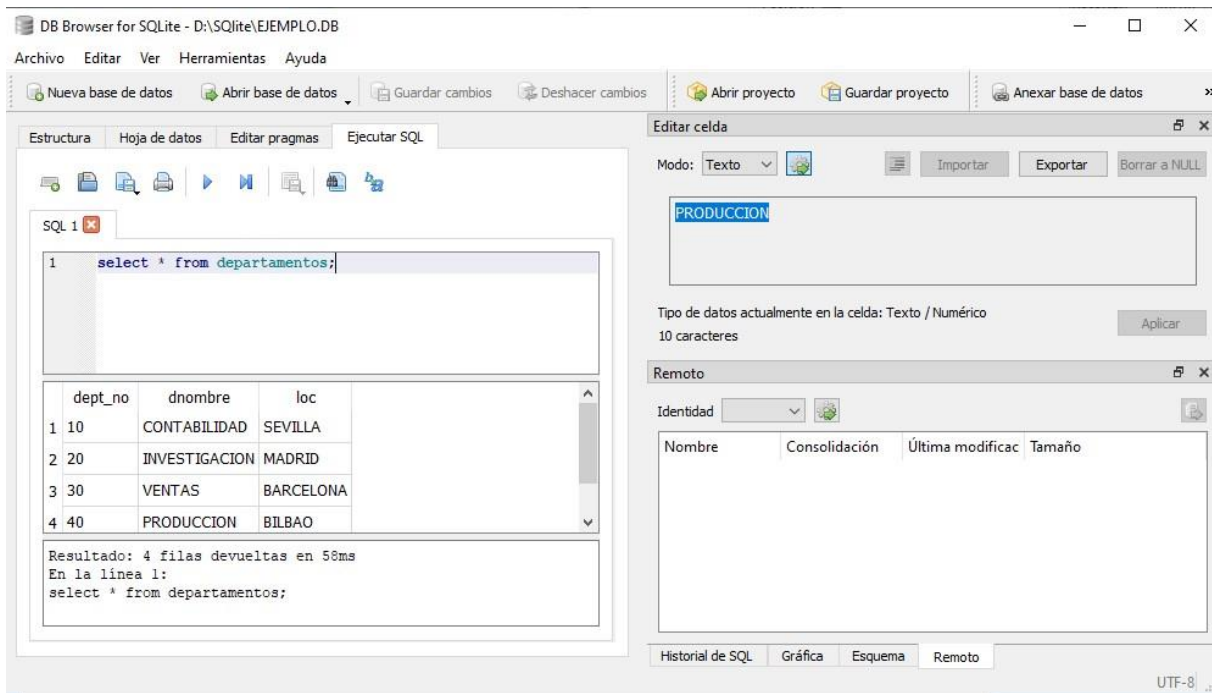 DB Browser for SQLite - D:\SQlite\EJEMPLO.DB
Archivo Editar Ver Herramientas Ayuda
Nueva base de datos Abrir base de datos Guardar cambios Deshacer cambios Abrir proyecto Guardar proyecto Anexar base de datos »
Estructura Hoja de datos Editar pragmas Ejecutar SQL
SQL 1
1 select * from departamentos;
dept_no dnombre loc
1 10 CONTABILIDAD SEVILLA
2 20 INVESTIGACION MADRID
3 30 VENTAS BARCELONA
4 40 PRODUCCION BILBAO
Resultado: 4 filas devueltas en 58ms
En la línea 1:
select * from departamentos;
Editar celda
Modo: Texto Importar Exportar Borrar a NULL
PRODUCCION
Tipo de datos actualmente en la celda: Texto / Numérico
10 caracteres
Aplicar
Remoto
Identidad
Nombre Consolidación Última modificac Tamaño
Historial de SQL Gráfica Esquema Remoto
UTF-8